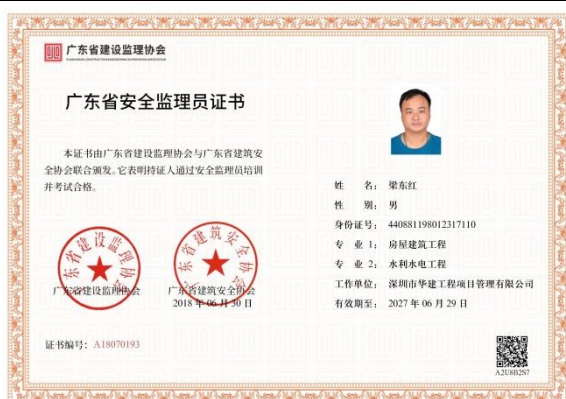 广东省建设监理协会
广东省安全监理员证书
本证书由广东省建设监理协会与广东省建筑安
全协会联合颁发。它表明持证人通过安全监理员培训
并考试合格。
广东省建设监理协会
广东省建筑安全协会
2018 年 06 月 30 日
证书编号：A18070193
姓 名：梁东红
性 别：男
身份证号：440881198012317110
专 业 1：房屋建筑工程
专 业 2：水利水电工程
工作单位：深圳市华建工程项目管理有限公司
有效期至：2027 年 06 月 29 日
A2U8B2S7